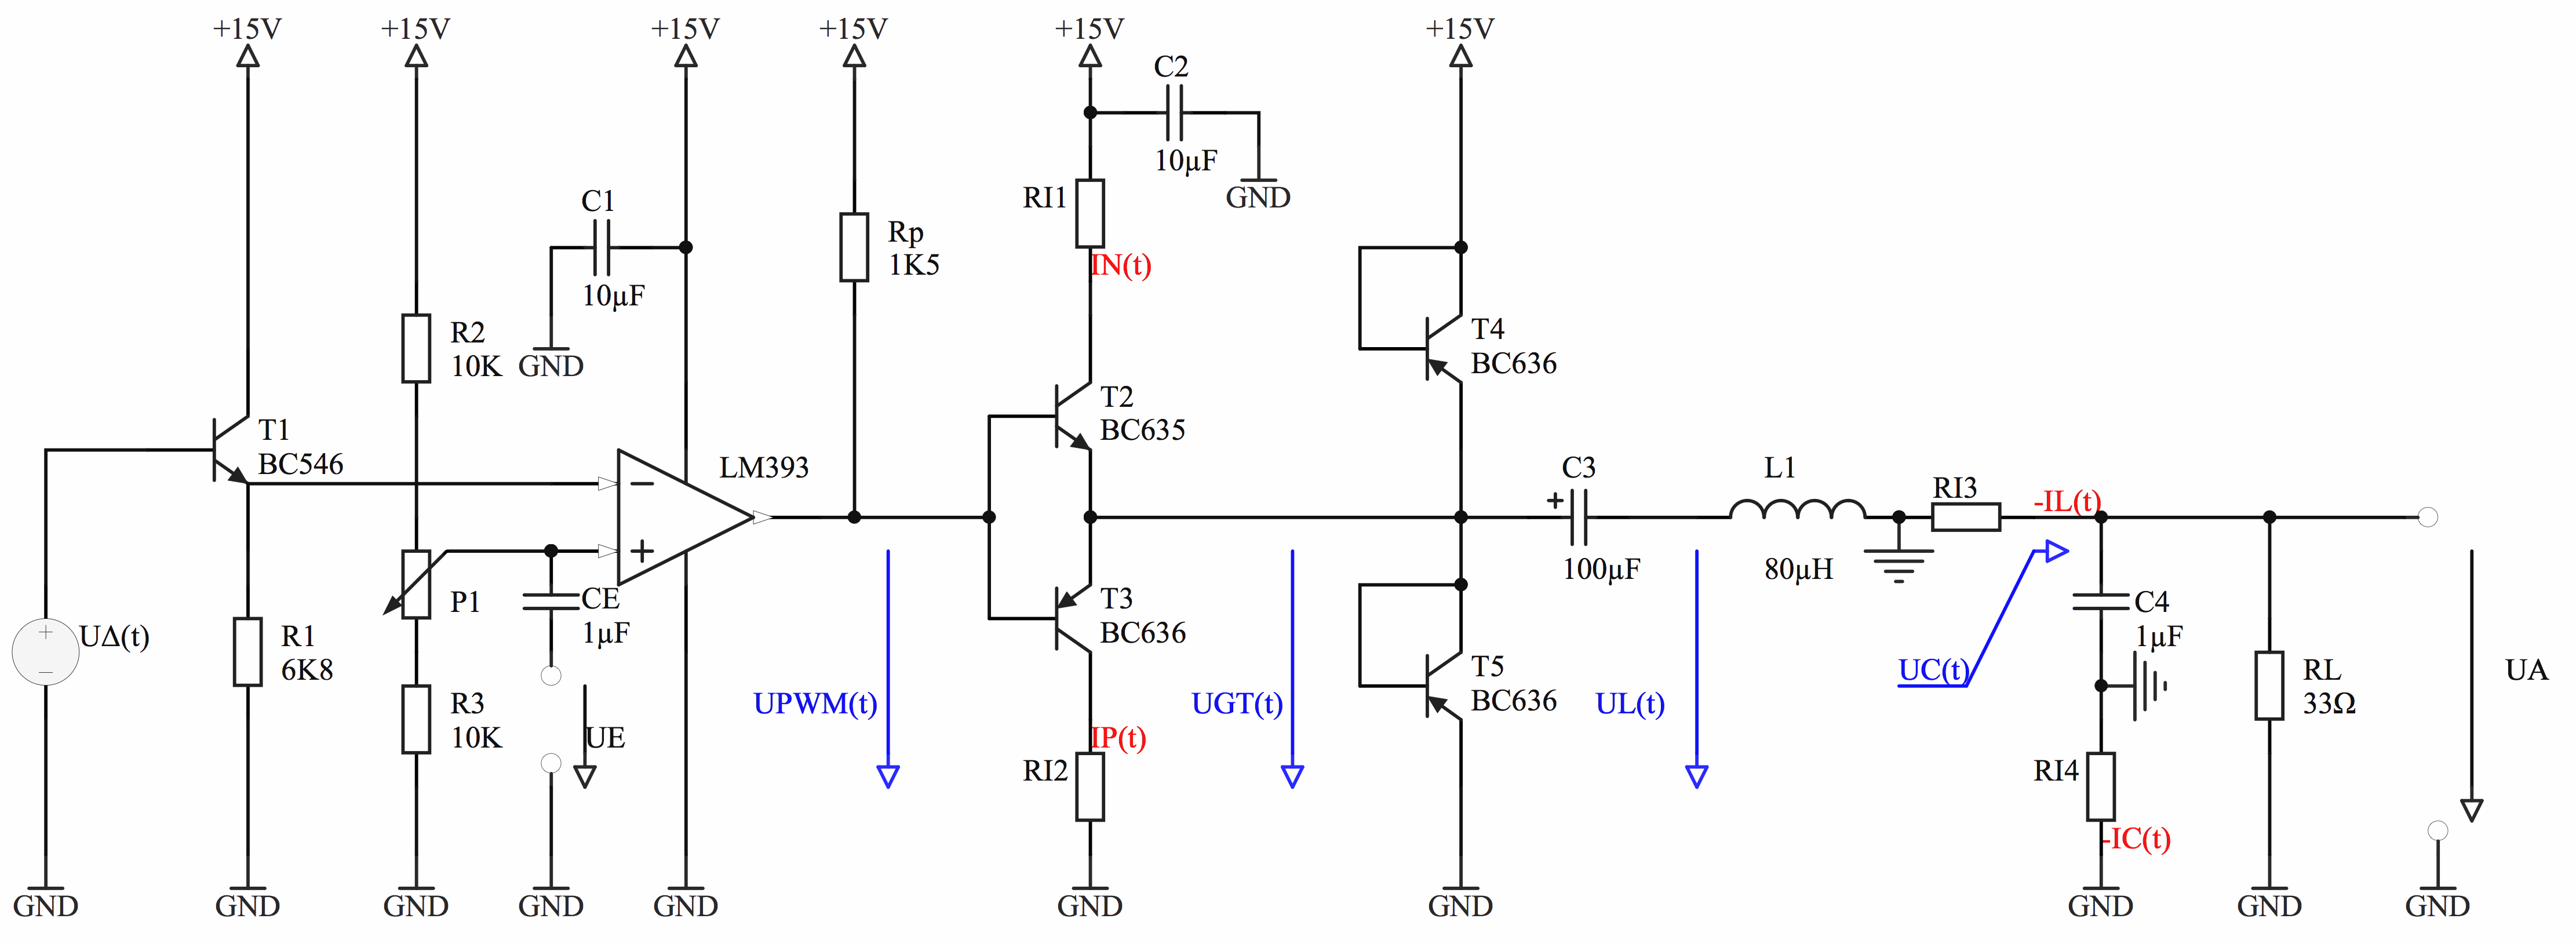 +15V
+15V
+15V
+15V
+15V
+15V
C2
10µF
GND
RI1
IN(t)
C1
10µF
GND
Rp
1K5
R2
10K
T1
BC546
LM393
T2
BC635
T4
BC636
C3
+
100µF
L1
80µH
RI3
-IL(t)
UΔ(t)
+
–
R1
6K8
P1
R3
10K
CE
1µF
UE
−
+
UPWM(t)
T3
BC636
IP(t)
RI2
UGT(t)
T5
BC636
UL(t)
UC(t)
C4
1µF
RI4
-IC(t)
RL
33Ω
UA
GND
GND
GND
GND
GND
GND
GND
GND
GND
GND